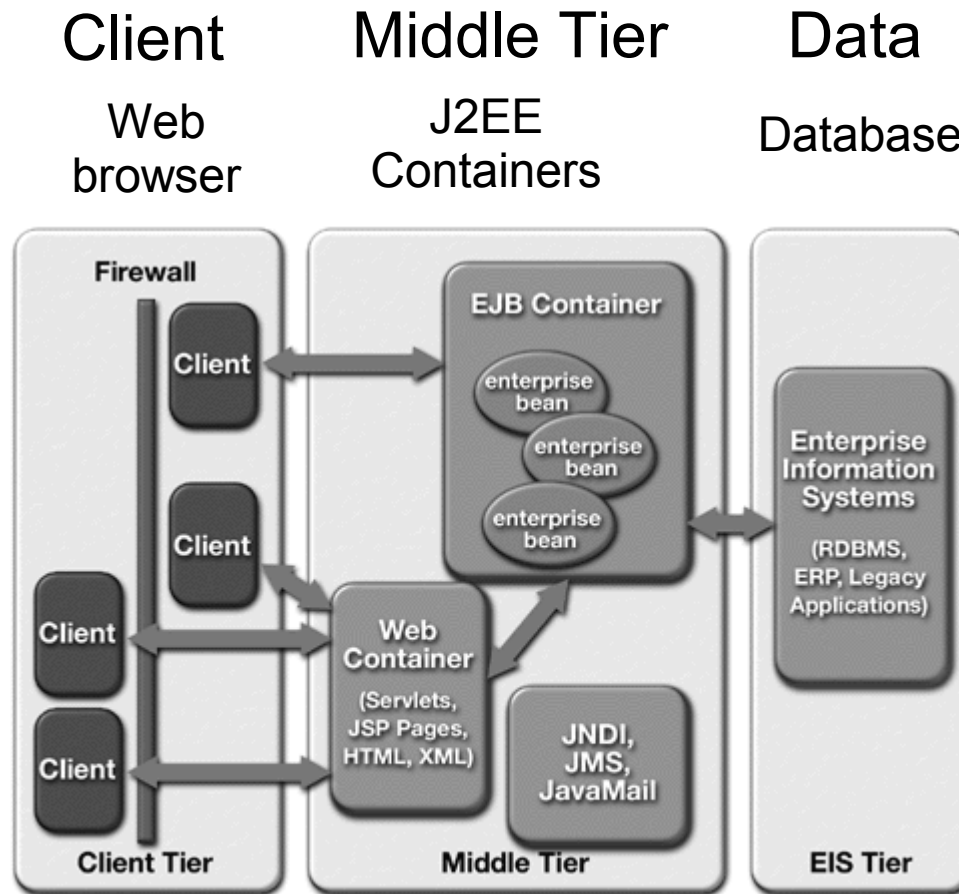 Client
Middle Tier
Data
Web
browser
J2EE
Containers
Database
Firewall
Client
Client
Client
Client
Client Tier
EJB Container
enterprise
bean
enterprise
bean
enterprise
bean
Web
Container
(Servlets,
JSP Pages,
HTML, XML)
JNDI,
JMS,
JavaMail
Middle Tier
Enterprise
Information
Systems
(RDBMS,
ERP, Legacy
Applications)
EIS Tier